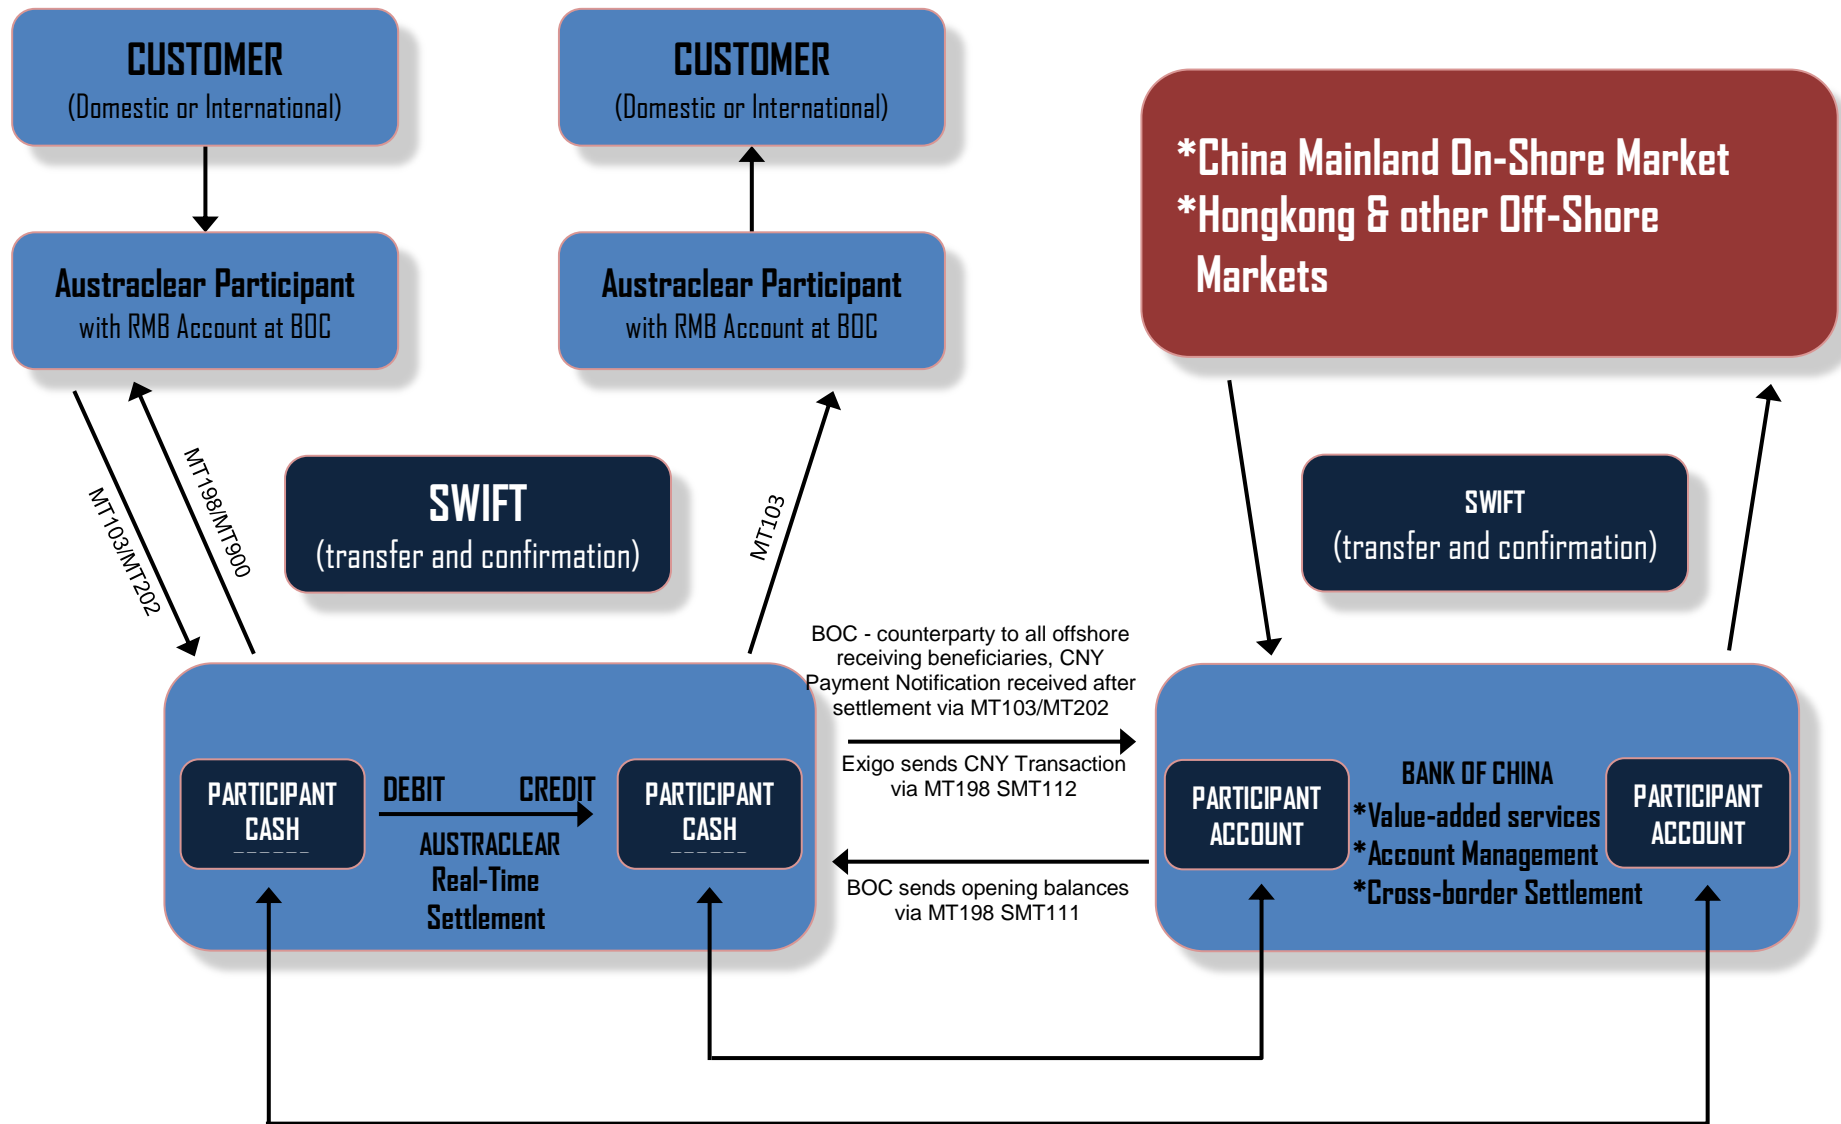 CUSTOMER
(Domestic or International)
CUSTOMER
(Domestic or International)
*China Mainland On-Shore Market
*Hongkong & other Off-Shore
Markets
Austraclear Participant
with RMB Account at BOC
Austraclear Participant
with RMB Account at BOC
MT103/MT202
MT198/MT900
SWIFT
(transfer and confirmation)
MT103
SWIFT
(transfer and confirmation)
BOC - counterparty to all offshore
receiving beneficiaries, CNY
Payment Notification received after
settlement via MT103/MT202
Exigo sends CNY Transaction
via MT198 SMT112
BOC sends opening balances
via MT198 SMT111
PARTICIPANT
CASH
______
DEBIT
CREDIT
AUSTRACLEAR
Real-Time
Settlement
PARTICIPANT
CASH
______
PARTICIPANT
ACCOUNT
BANK OF CHINA
*Value-added services
*Account Management
*Cross-border Settlement
PARTICIPANT
ACCOUNT